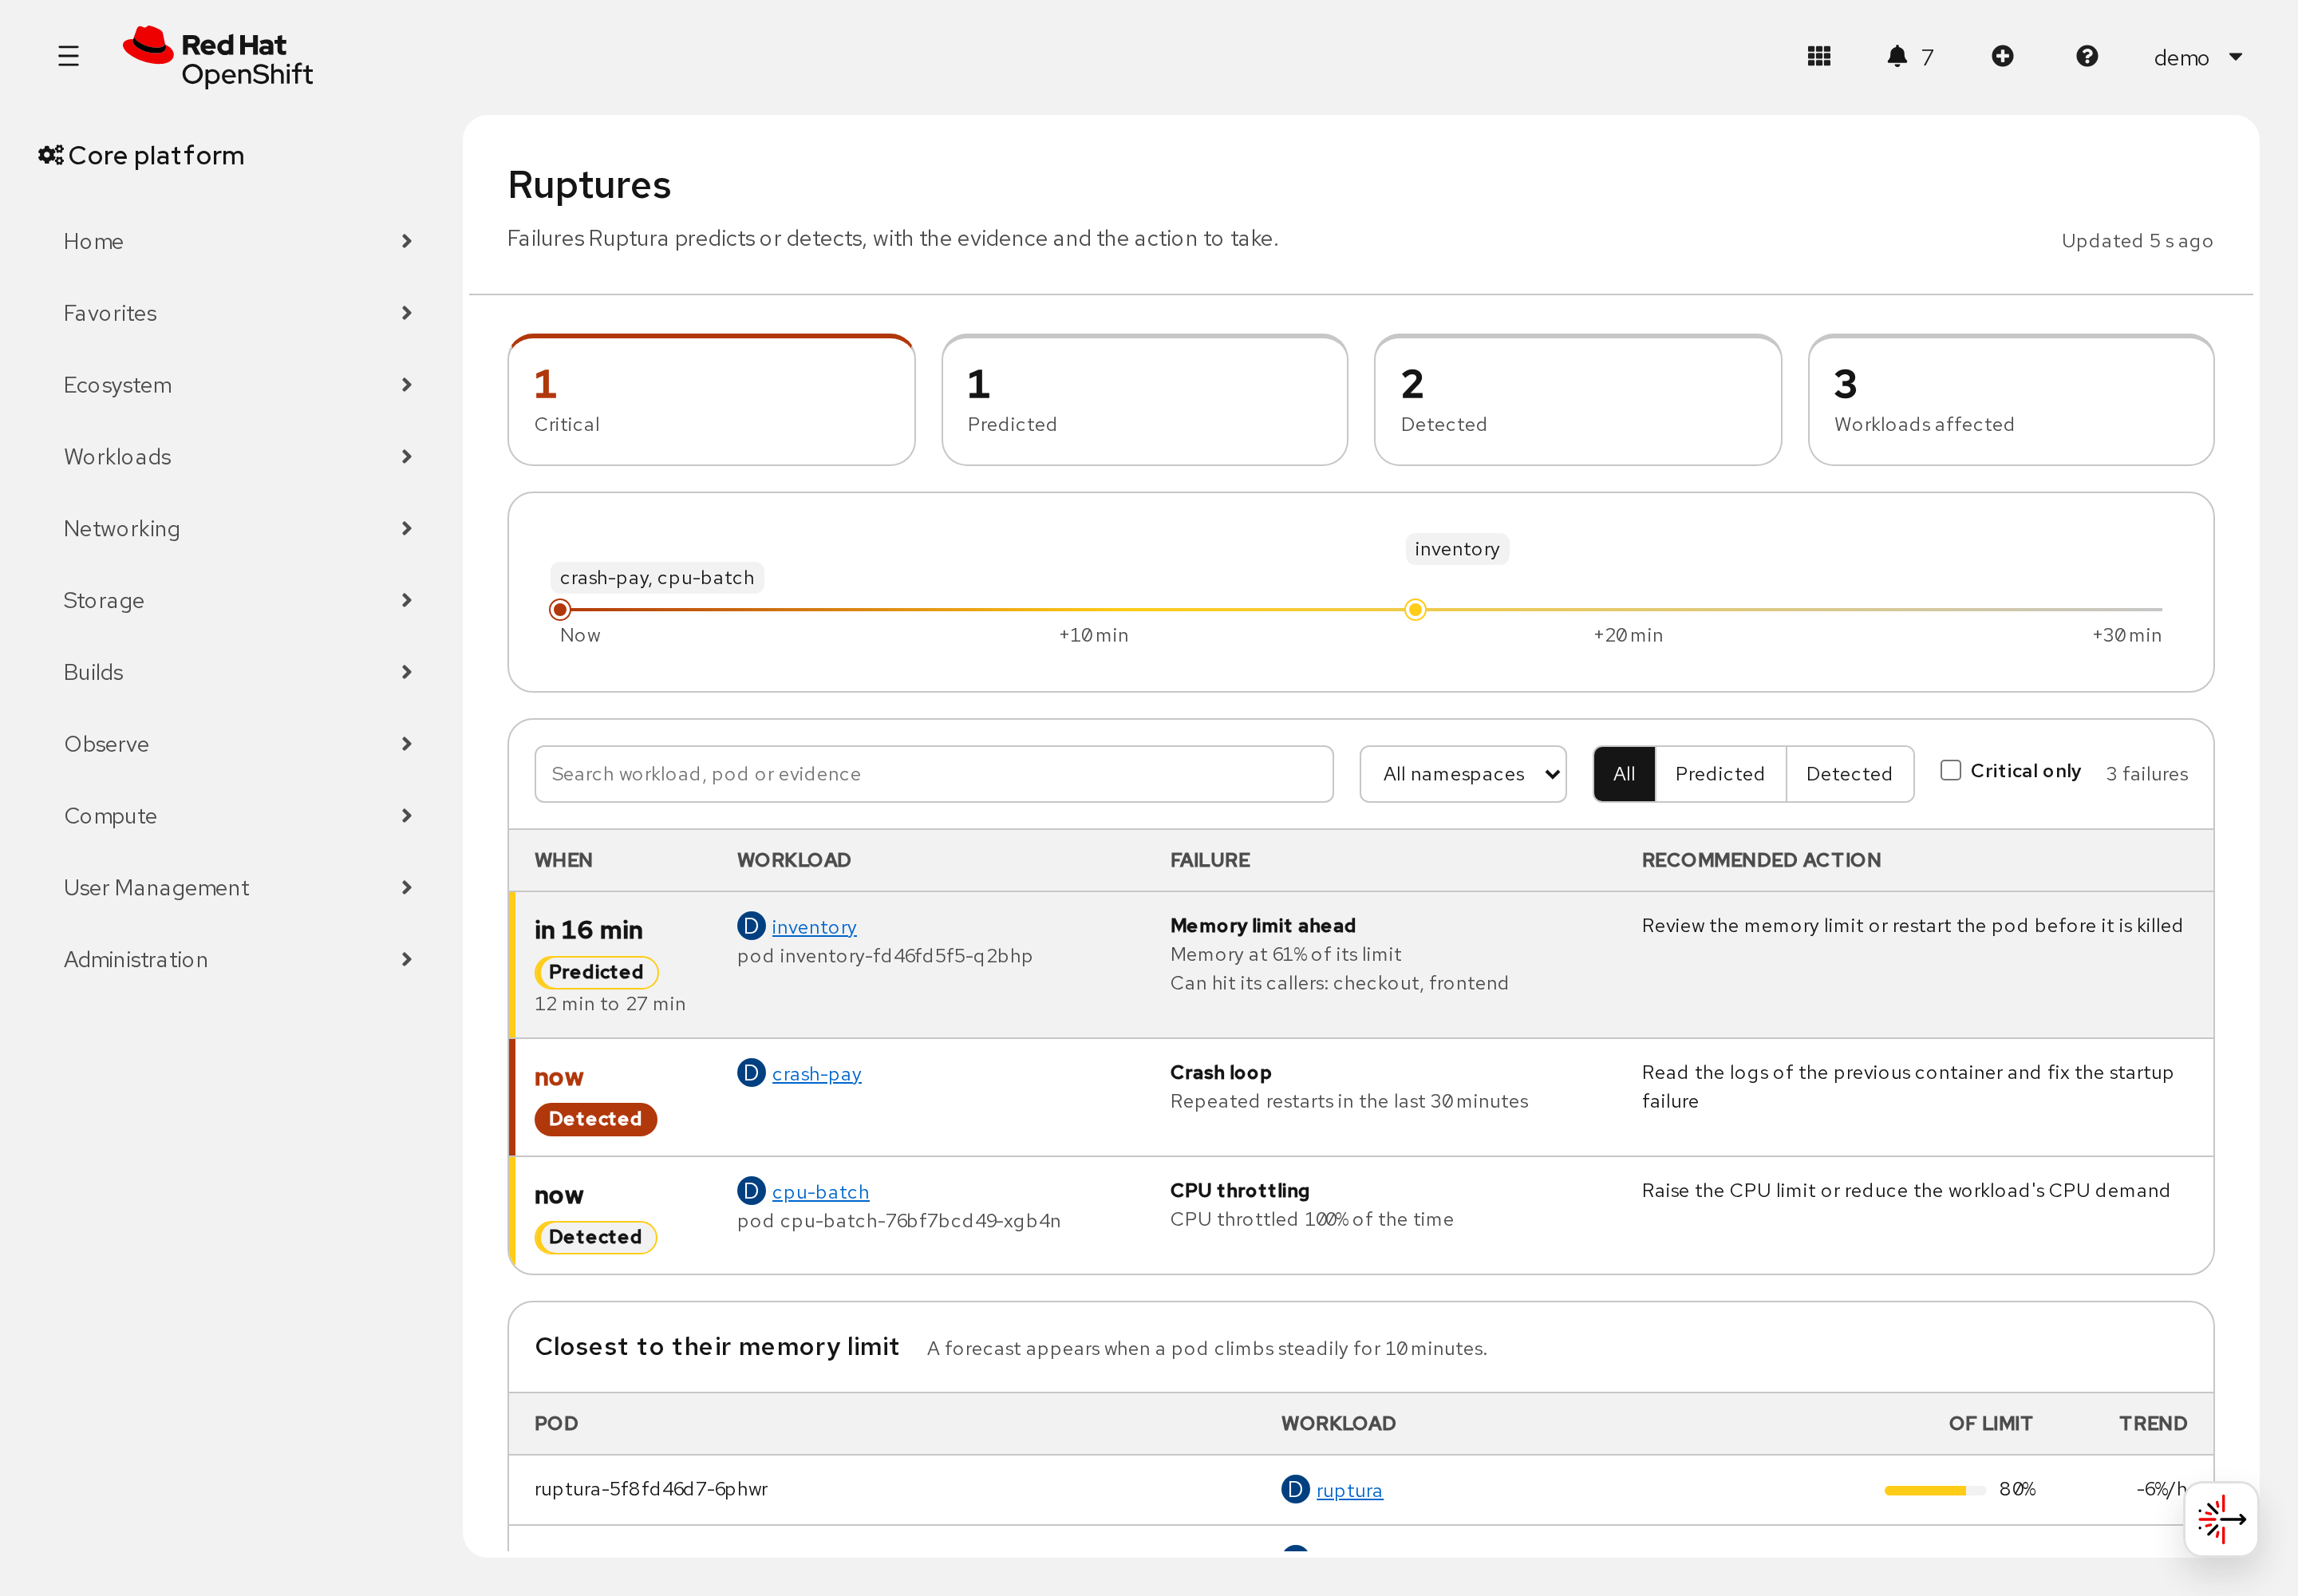 Red Hat
OpenShift
7
demo
Core platform
Home
Favorites
Ecosystem
Workloads
Networking
Storage
Builds
Observe
Compute
User Management
Administration
Ruptures
Failures Ruptura predicts or detects, with the evidence and the action to take.
Updated 5 s ago
1
Critical
1
Predicted
2
Detected
3
Workloads affected
inventory
crash-pay, cpu-batch
Now
+10 min
+20 min
+30 min
Search workload, pod or evidence
All namespaces
All
Predicted
Detected
Critical only
3 failures
WHEN
WORKLOAD
FAILURE
RECOMMENDED ACTION
in 16 min
Predicted
12 min to 27 min
D inventory
pod inventory-fd46fd5f5-q2bhp
Memory limit ahead
Memory at 61% of its limit
Can hit its callers: checkout, frontend
Review the memory limit or restart the pod before it is killed
now
Detected
D crash-pay
Crash loop
Repeated restarts in the last 30 minutes
Read the logs of the previous container and fix the startup
failure
now
Detected
D cpu-batch
pod cpu-batch-76bf7bcd49-xgb4n
CPU throttling
CPU throttled 100% of the time
Raise the CPU limit or reduce the workload's CPU demand
Closest to their memory limit
A forecast appears when a pod climbs steadily for 10 minutes.
POD
WORKLOAD
OF LIMIT
TREND
ruptura-5f8fd46d7-6phwr
D ruptura
80%
-6%/h